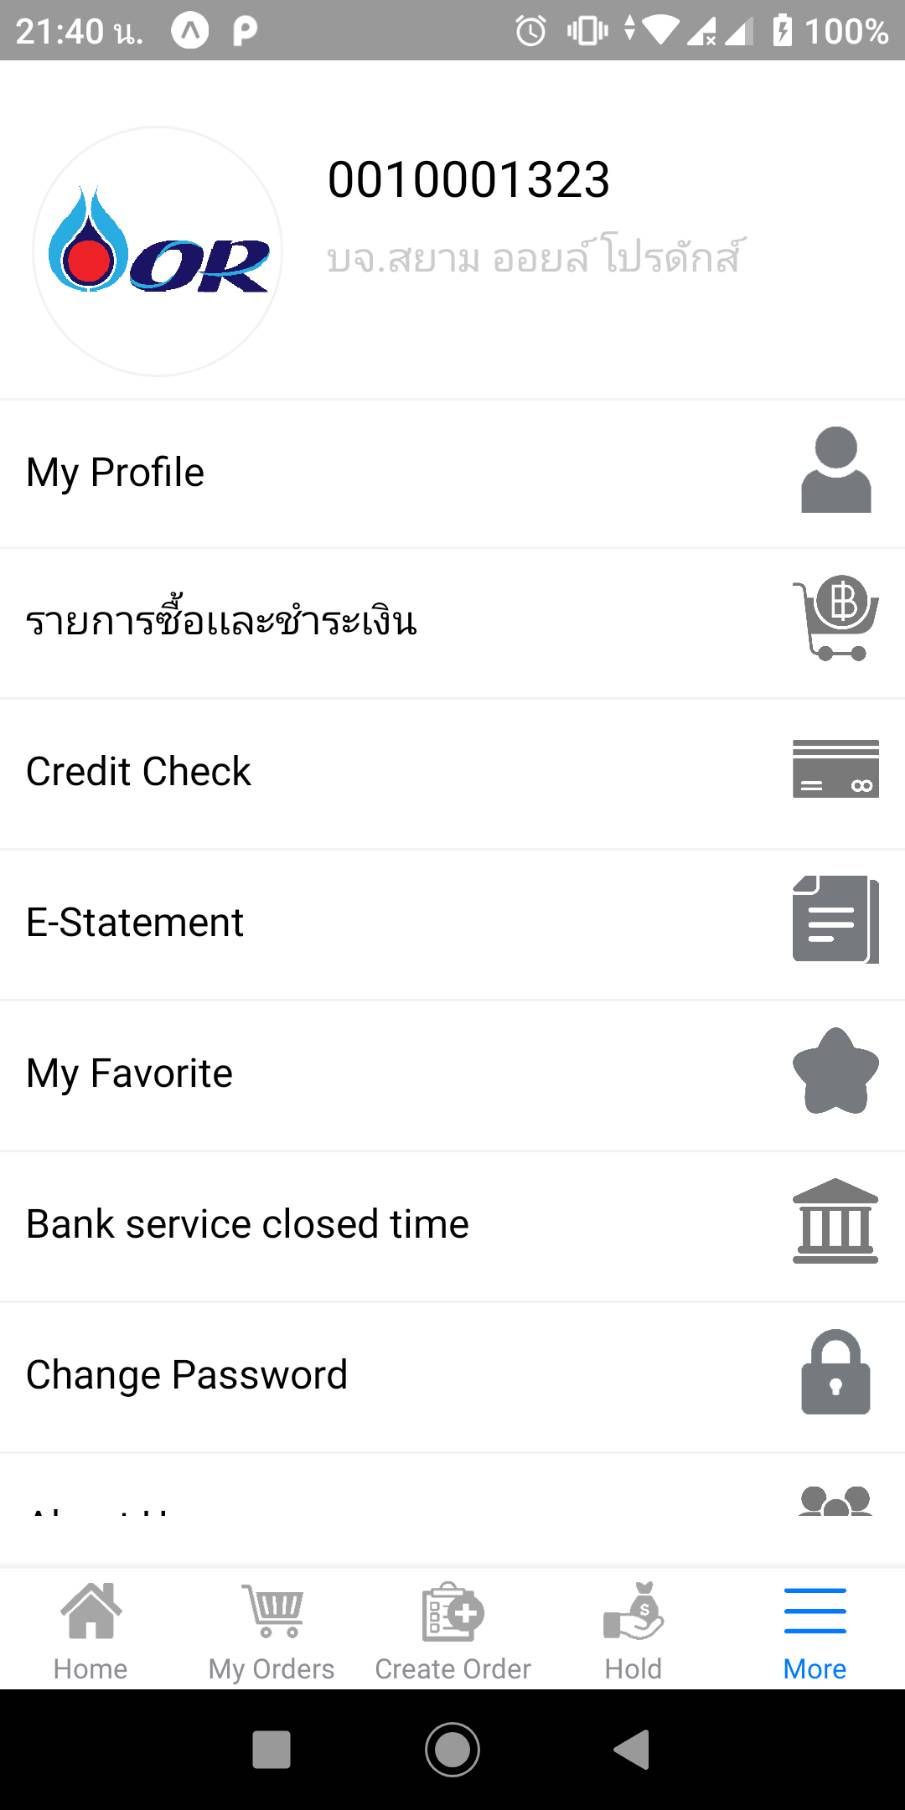 21:40 น.
100%
0010001323
บจ.สยาม ออยล์ โปรดักส์
OR
My Profile
รายการซื้อและชำระเงิน
Credit Check
E-Statement
My Favorite
Bank service closed time
Change Password
Home
My Orders
Create Order
Hold
More